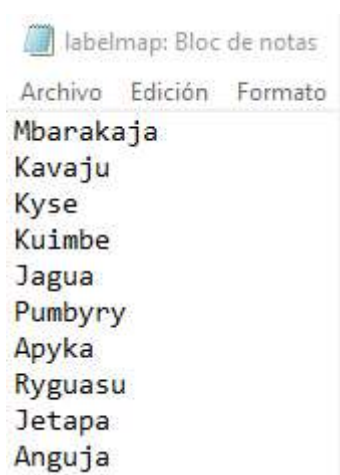 labelmap: Bloc de notas
Archivo Edición Formato
Mbarakaja
Kavaju
Kyse
Kuimbe
Jagua
Pumbyry
Apyka
Ryguasu
Jetapa
Anguja